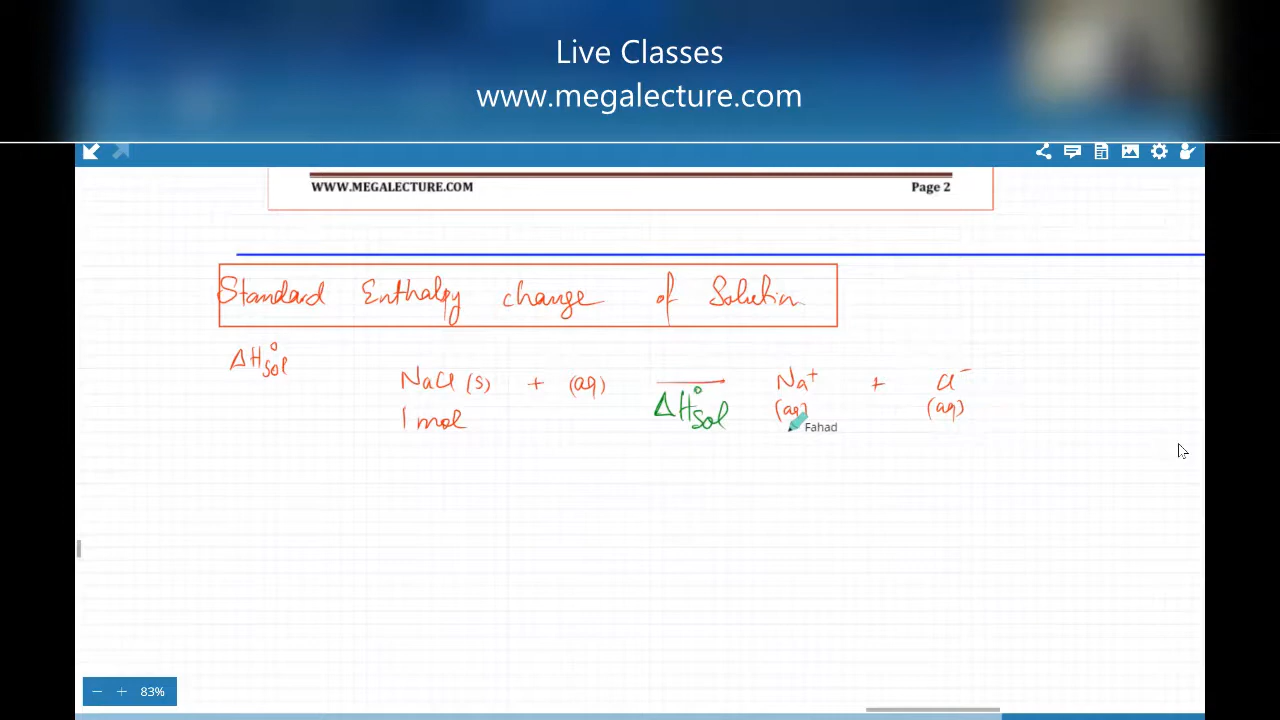 Live Classes
www.megalecture.com
WWW.MEGALECTURE.COM Page 2
Standard Enthalpy change of Solution
ΔH°sol
NaCl (s) + (aq) ΔH°sol Na⁺ (aq) + Cl⁻ (aq)
1 mol
Fahad
83%